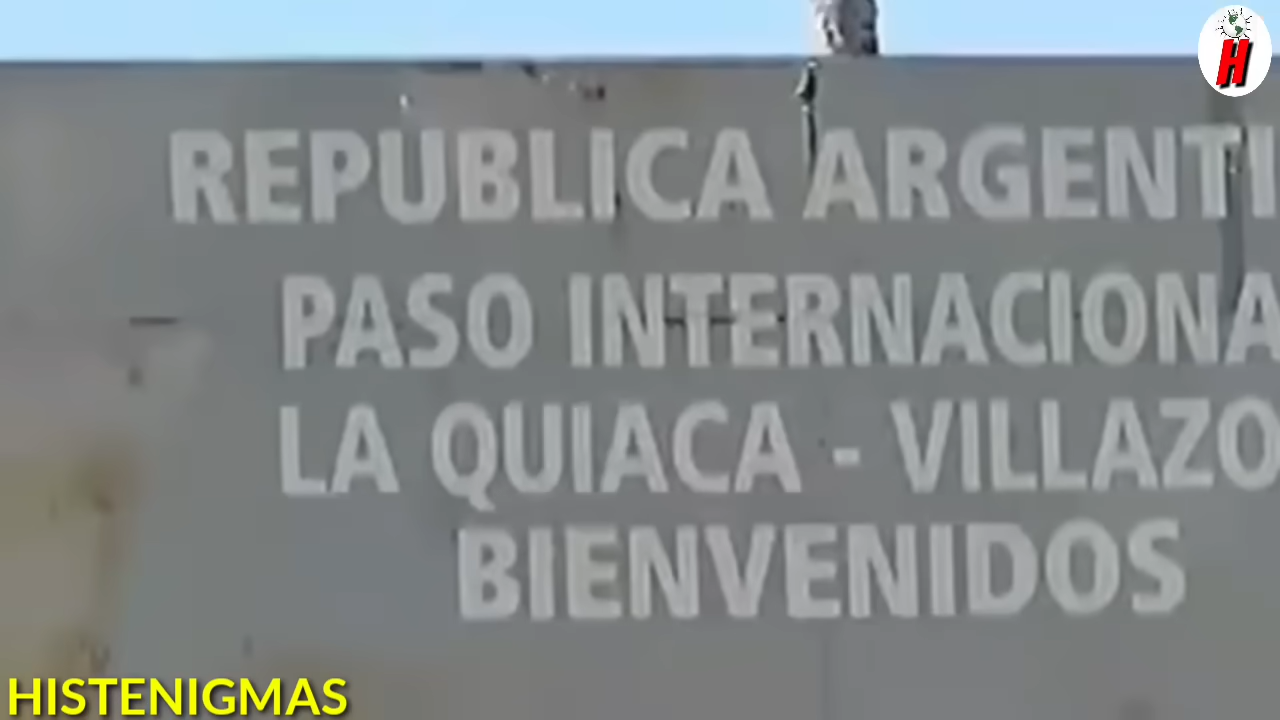 H
REPUBLICA ARGENTI
PASO INTERNACIONA
LA QUIACA - VILLAZO
BIENVENIDOS
HISTENIGMAS